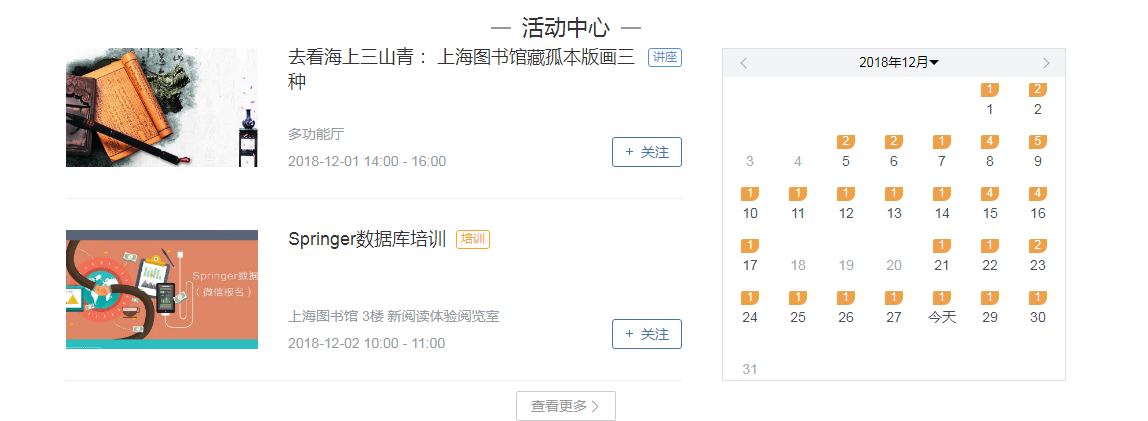 活动中心
去看海上三山青： 上海图书馆藏孤本版画三
种
讲座
多功能厅
2018-12-01 14:00 - 16:00
+ 关注
Springer数据
（微信报名）
Springer数据库培训
培训
上海图书馆 3楼 新阅读体验阅览室
2018-12-02 10:00 - 11:00
+ 关注
查看更多
2018年12月
1 2
1 2
2 2 1 4 5
3 4 5 6 7 8 9
1 1 1 1 1 4 4
10 11 12 13 14 15 16
1 1 1 2
17 18 19 20 21 22 23
1 1 1 1 1 1 1
24 25 26 27 今天 29 30
31